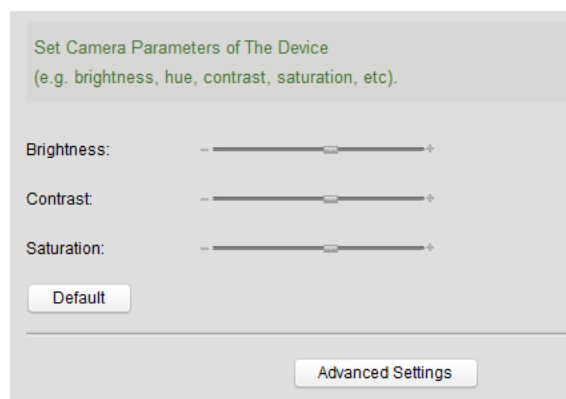 Set Camera Parameters of The Device
(e.g. brightness, hue, contrast, saturation, etc).
Brightness: - +
Contrast: - +
Saturation: - +
Default
Advanced Settings